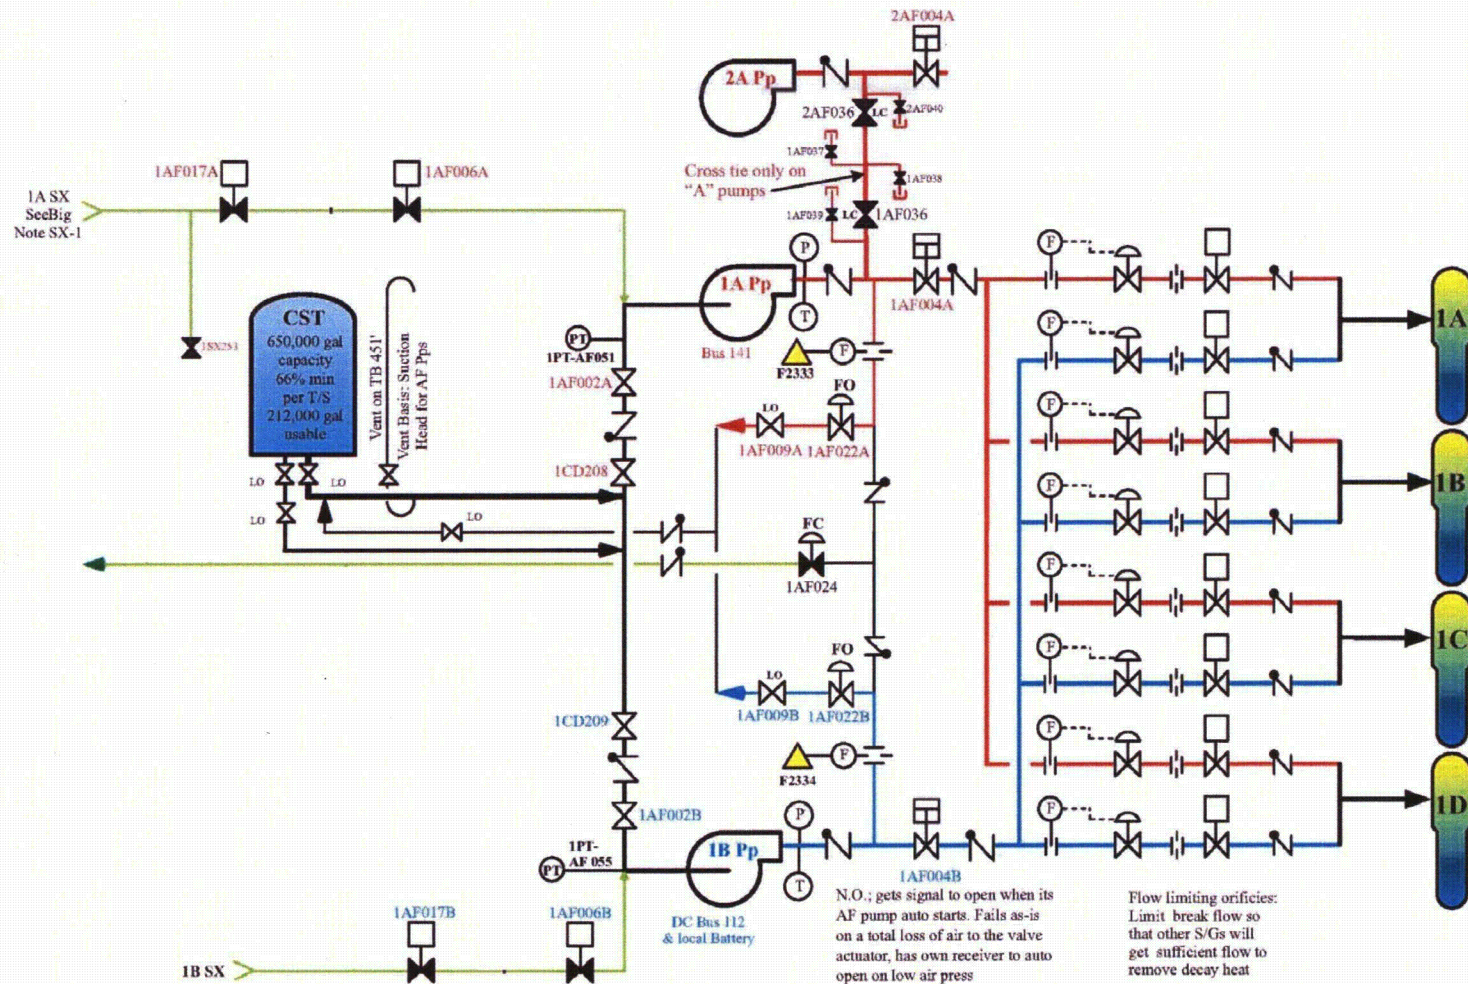 2AF004A
2A Pp
2AF036
LC
2AF040
1AF037
Cross tie only on
"A" pumps
1AF038
1AF039
LC
1AF036
1AF017A
1AF006A
1A SX
SeeBig
Note SX-1
P
F
1A Pp
T
1AF004A
1A
CST
650,000 gal
capacity
66% min
per T/S
212,000 gal
usable
1SX253
Vent on TB 451'
Vent Basis: Suction
Head for AF Pps
PT
1PT-AF051
Bus 141
F
F2333
F
1AF002A
FO
LO
1AF009A
1AF022A
F
1CD208
1B
LO
LO
LO
LO
F
FC
1AF024
F
1C
FO
LO
1AF009B
1AF022B
F
1CD209
F
F2334
F
1D
1AF002B
P
F
1B Pp
T
1PT-
AF 055
PT
1AF004B
DC Bus 112
& local Battery
N.O.; gets signal to open when its
AF pump auto starts. Fails as-is
on a total loss of air to the valve
actuator, has own receiver to auto
open on low air press
Flow limiting orificies:
Limit break flow so
that other S/Gs will
get sufficient flow to
remove decay heat
1AF017B
1AF006B
1B SX